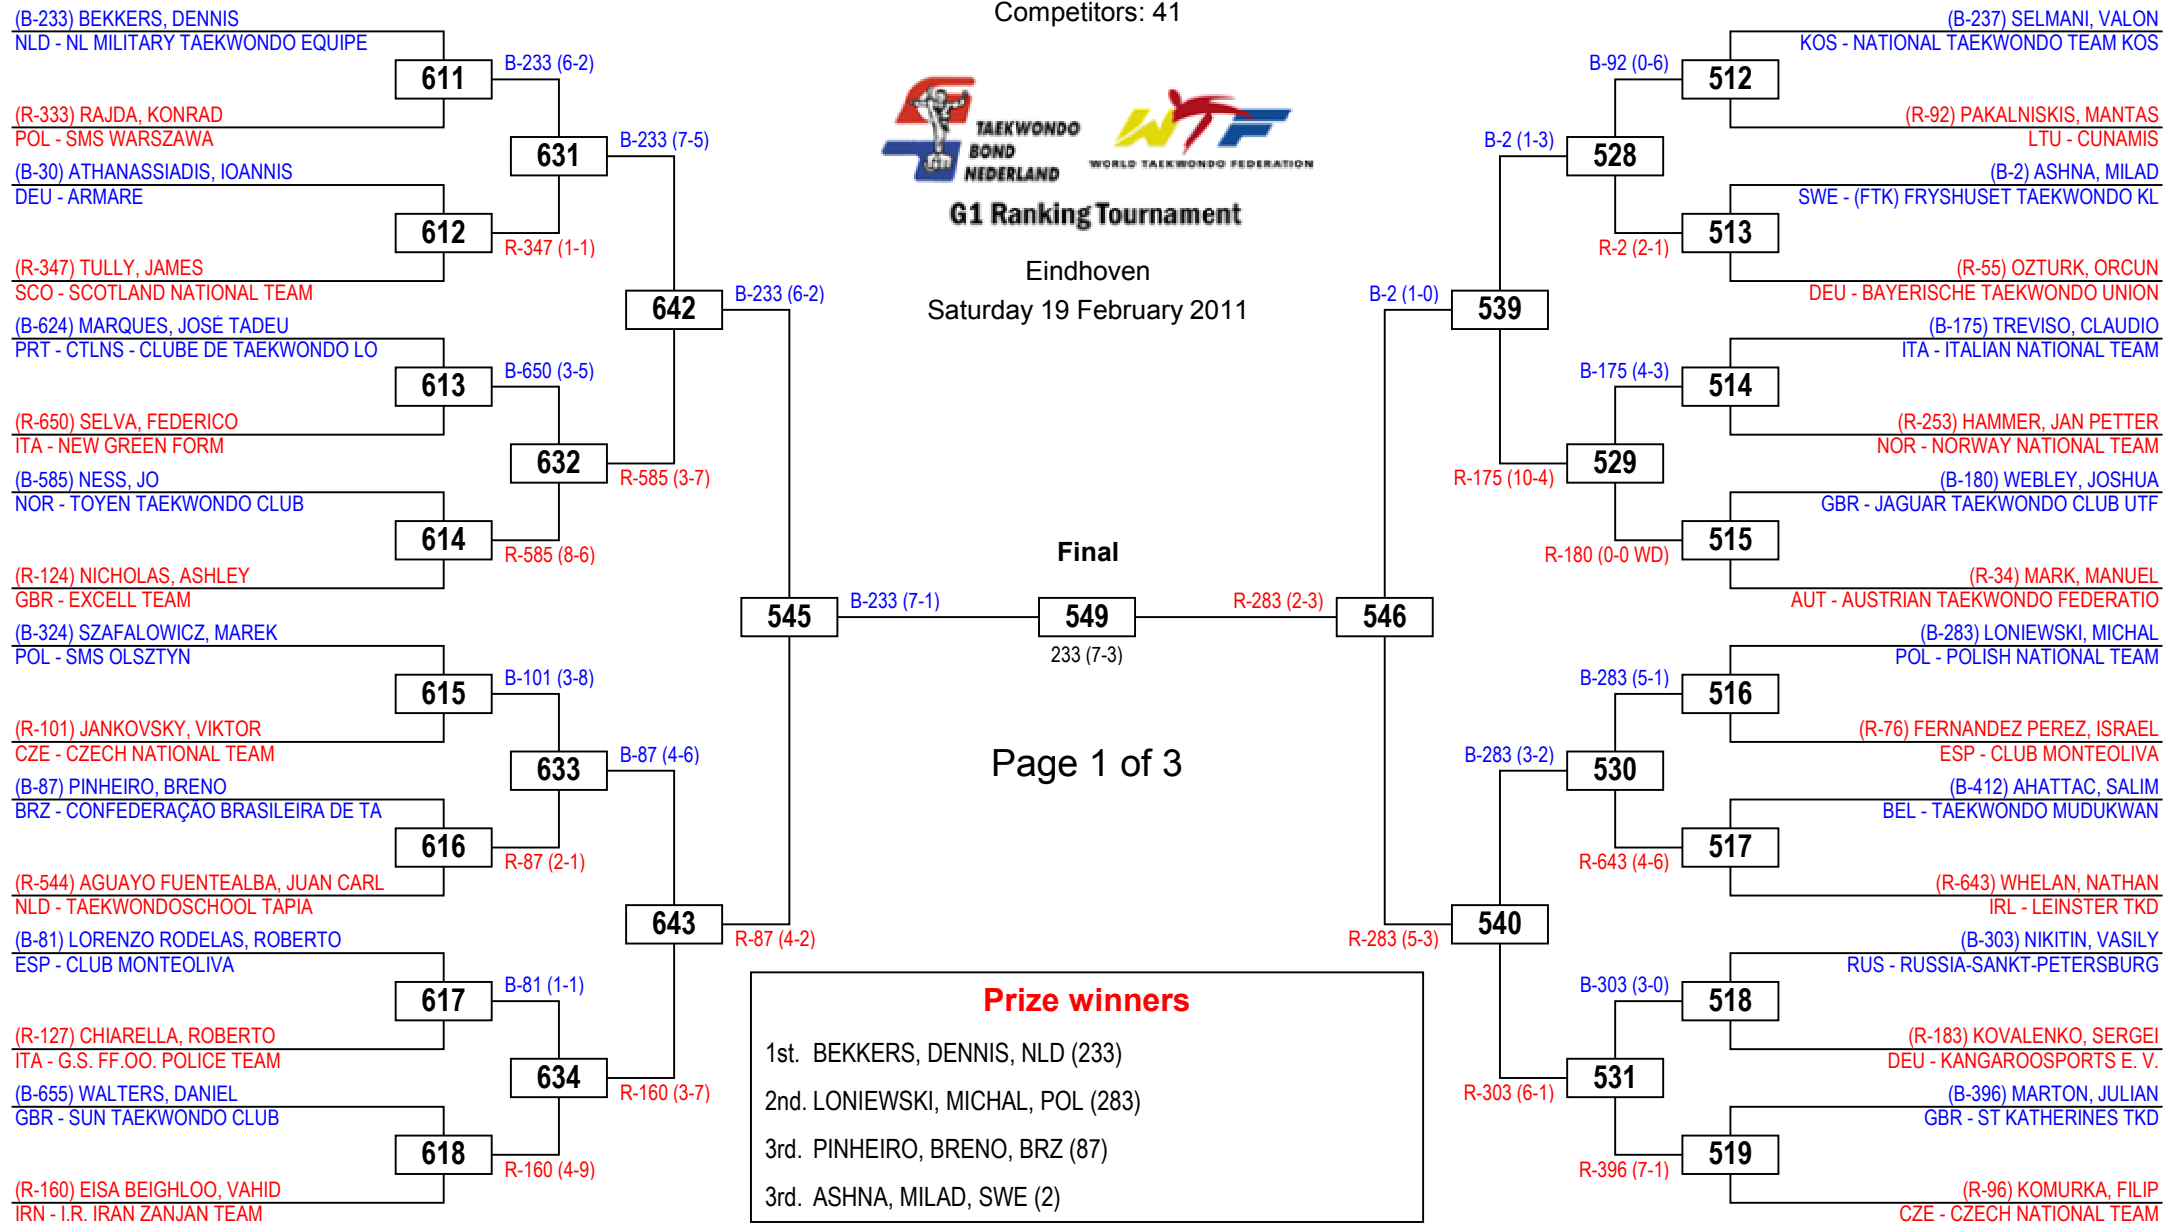 Competitors: 41
TAEKWONDO
BOND
NEDERLAND
WTF
WORLD TAEKWONDO FEDERATION
G1 Ranking Tournament
Eindhoven
Saturday 19 February 2011
(B-233) BEKKERS, DENNIS
NLD - NL MILITARY TAEKWONDO EQUIPE
611
B-233 (6-2)
(R-333) RAJDA, KONRAD
POL - SMS WARSZAWA
631
B-233 (7-5)
(B-30) ATHANASSIADIS, IOANNIS
DEU - ARMARE
612
R-347 (1-1)
(R-347) TULLY, JAMES
SCO - SCOTLAND NATIONAL TEAM
642
B-233 (6-2)
(B-624) MARQUES, JOSÉ TADEU
PRT - CTLNS - CLUBE DE TAEKWONDO LO
613
B-650 (3-5)
(R-650) SELVA, FEDERICO
ITA - NEW GREEN FORM
632
R-585 (3-7)
(B-585) NESS, JO
NOR - TOYEN TAEKWONDO CLUB
614
R-585 (8-6)
(R-124) NICHOLAS, ASHLEY
GBR - EXCELL TEAM
545
B-233 (7-1)
(B-324) SZAFALOWICZ, MAREK
POL - SMS OLSZTYN
615
B-101 (3-8)
(R-101) JANKOVSKY, VIKTOR
CZE - CZECH NATIONAL TEAM
633
B-87 (4-6)
(B-87) PINHEIRO, BRENO
BRZ - CONFEDERAÇÃO BRASILEIRA DE TA
616
R-87 (2-1)
(R-544) AGUAYO FUENTEALBA, JUAN CARL
NLD - TAEKWONDOSCHOOL TAPIA
643
R-87 (4-2)
(B-81) LORENZO RODELAS, ROBERTO
ESP - CLUB MONTEOLIVA
617
B-81 (1-1)
(R-127) CHIARELLA, ROBERTO
ITA - G.S. FF.OO. POLICE TEAM
634
R-160 (3-7)
(B-655) WALTERS, DANIEL
GBR - SUN TAEKWONDO CLUB
618
R-160 (4-9)
(R-160) EISA BEIGHLOO, VAHID
IRN - I.R. IRAN ZANJAN TEAM
Final
549
233 (7-3)
Page 1 of 3
(B-237) SELMANI, VALON
KOS - NATIONAL TAEKWONDO TEAM KOS
B-92 (0-6)
512
(R-92) PAKALNISKIS, MANTAS
LTU - CUNAMIS
B-2 (1-3)
528
(B-2) ASHNA, MILAD
SWE - (FTK) FRYSHUSET TAEKWONDO KL
R-2 (2-1)
513
(R-55) OZTURK, ORCUN
DEU - BAYERISCHE TAEKWONDO UNION
B-2 (1-0)
539
(B-175) TREVISO, CLAUDIO
ITA - ITALIAN NATIONAL TEAM
B-175 (4-3)
514
(R-253) HAMMER, JAN PETTER
NOR - NORWAY NATIONAL TEAM
R-175 (10-4)
529
(B-180) WEBLEY, JOSHUA
GBR - JAGUAR TAEKWONDO CLUB UTF
R-180 (0-0 WD)
515
(R-34) MARK, MANUEL
AUT - AUSTRIAN TAEKWONDO FEDERATIO
R-283 (2-3)
546
(B-283) LONIEWSKI, MICHAL
POL - POLISH NATIONAL TEAM
B-283 (5-1)
516
(R-76) FERNANDEZ PEREZ, ISRAEL
ESP - CLUB MONTEOLIVA
B-283 (3-2)
530
(B-412) AHATTAC, SALIM
BEL - TAEKWONDO MUDUKWAN
R-643 (4-6)
517
(R-643) WHELAN, NATHAN
IRL - LEINSTER TKD
R-283 (5-3)
540
(B-303) NIKITIN, VASILY
RUS - RUSSIA-SANKT-PETERSBURG
B-303 (3-0)
518
(R-183) KOVALENKO, SERGEI
DEU - KANGAROOSPORTS E. V.
R-303 (6-1)
531
(B-396) MARTON, JULIAN
GBR - ST KATHERINES TKD
R-396 (7-1)
519
(R-96) KOMURKA, FILIP
CZE - CZECH NATIONAL TEAM
Prize winners
1st. BEKKERS, DENNIS, NLD (233)
2nd. LONIEWSKI, MICHAL, POL (283)
3rd. PINHEIRO, BRENO, BRZ (87)
3rd. ASHNA, MILAD, SWE (2)